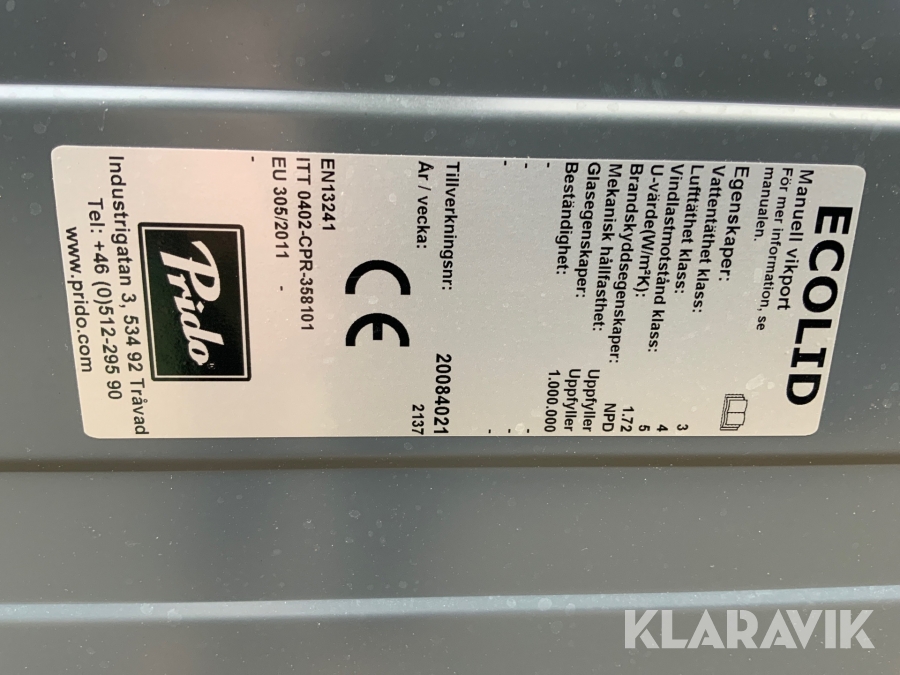 ECOLID
Manuell vikport
För mer information, se
manualen.
Egenskaper:
Vattentäthet klass: 3
Lufttäthet klass: 4
Vindlastmotstånd klass: 5
U-värde(W/m²K): 1.72
Brandskyddsegenskaper: NPD
Mekanisk hållfasthet: Uppfyller
Glasegenskaper: Uppfyller
Beständighet: 1.000.000
- -
- -
- -
Tillverkningsnr: 20084021
År / vecka: 2137
CE
EN13241
ITT 0402-CPR-358101
EU 305/2011 -
-
Prido®
Industrigatan 3, 534 92 Tråvad
Tel: +46 (0)512-295 90
www.prido.com
KLARAVIK